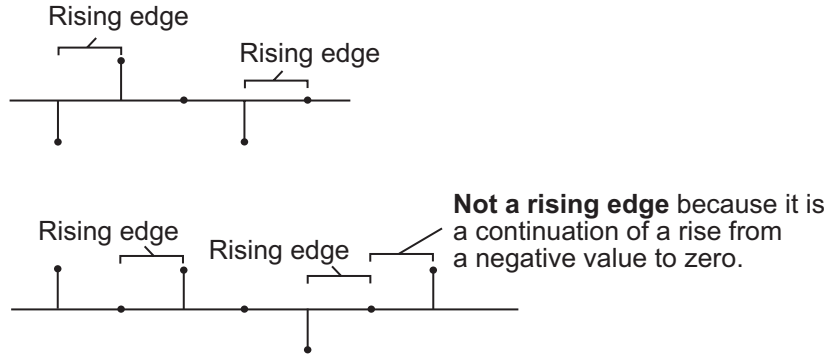 Rising edge
Rising edge
Not a rising edge because it is
a continuation of a rise from
a negative value to zero.
Rising edge
Rising edge